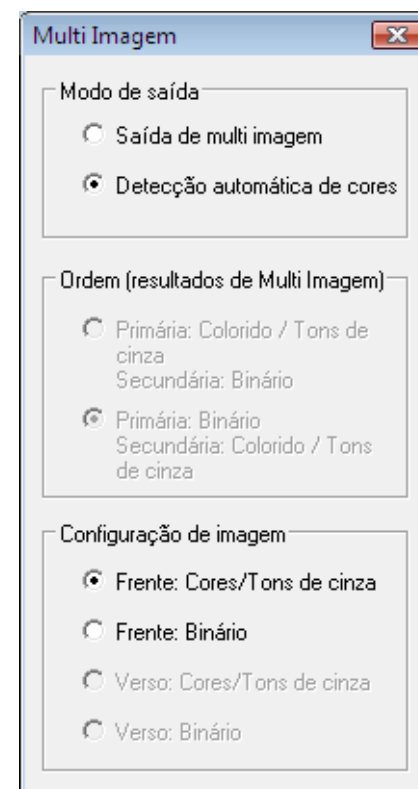 Multi Imagem
Modo de saída
Saída de multi imagem
Detecção automática de cores
Ordem (resultados de Multi Imagem)
Primária: Colorido / Tons de
cinza
Secundária: Binário
Primária: Binário
Secundária: Colorido / Tons
de cinza
Configuração de imagem
Frente: Cores/Tons de cinza
Frente: Binário
Verso: Cores/Tons de cinza
Verso: Binário